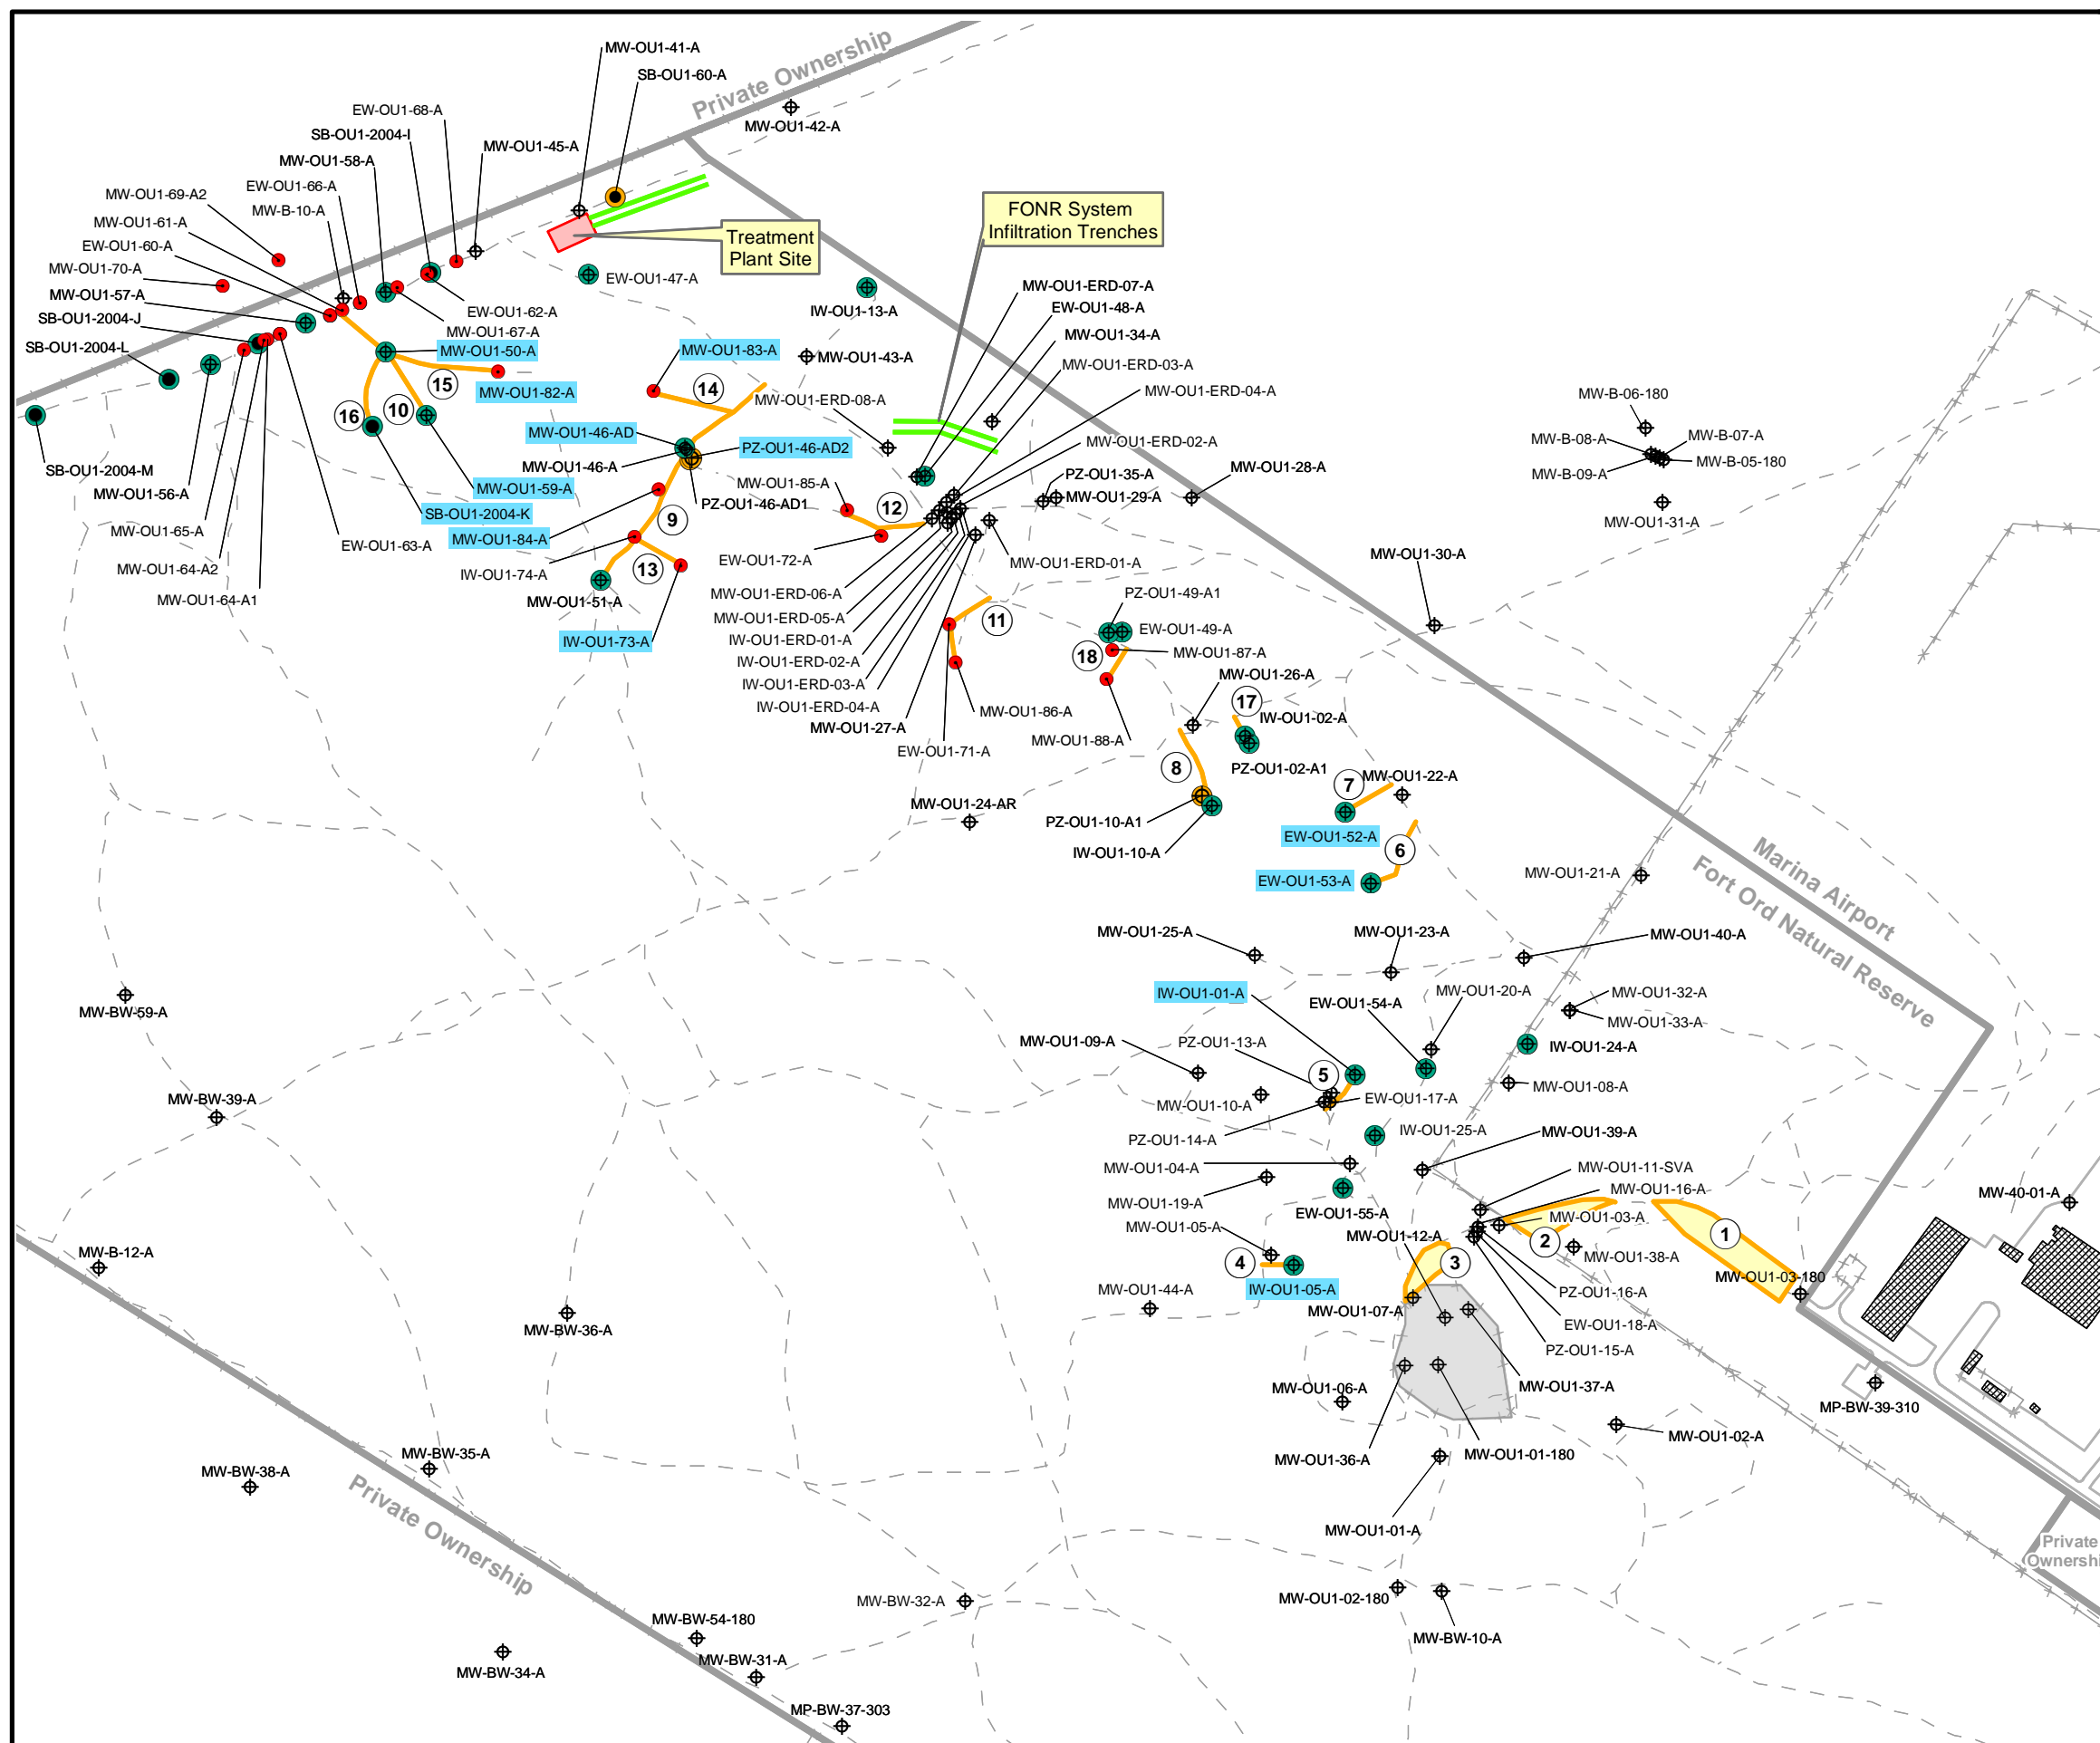 MW-OU1-41-A
SB-OU1-60-A
Private Ownership
MW-OU1-42-A
EW-OU1-68-A
SB-OU1-2004-I
MW-OU1-45-A
MW-OU1-58-A
EW-OU1-66-A
MW-OU1-69-A2
MW-B-10-A
MW-OU1-61-A
EW-OU1-60-A
MW-OU1-70-A
MW-OU1-57-A
SB-OU1-2004-J
SB-OU1-2004-L
FONR System
Infiltration Trenches
Treatment
Plant Site
EW-OU1-47-A
IW-OU1-13-A
MW-OU1-ERD-07-A
EW-OU1-48-A
MW-OU1-34-A
MW-OU1-ERD-03-A
MW-OU1-ERD-04-A
EW-OU1-62-A
MW-OU1-67-A
MW-OU1-50-A
MW-OU1-83-A
MW-OU1-43-A
15
14
MW-OU1-82-A
MW-OU1-ERD-08-A
16
10
MW-OU1-46-AD
PZ-OU1-46-AD2
MW-OU1-ERD-02-A
MW-B-06-180
MW-B-08-A
MW-B-07-A
MW-B-09-A
MW-B-05-180
SB-OU1-2004-M
MW-OU1-46-A
MW-OU1-28-A
PZ-OU1-35-A
MW-OU1-85-A
MW-OU1-56-A
MW-OU1-59-A
MW-OU1-29-A
PZ-OU1-46-AD1
12
SB-OU1-2004-K
9
MW-OU1-31-A
MW-OU1-65-A
EW-OU1-63-A
MW-OU1-84-A
MW-OU1-30-A
MW-OU1-64-A2
IW-OU1-74-A
13
EW-OU1-72-A
MW-OU1-ERD-01-A
MW-OU1-64-A1
MW-OU1-51-A
MW-OU1-ERD-06-A
PZ-OU1-49-A1
MW-OU1-ERD-05-A
11
IW-OU1-73-A
IW-OU1-ERD-01-A
EW-OU1-49-A
IW-OU1-ERD-02-A
18
MW-OU1-87-A
IW-OU1-ERD-03-A
MW-OU1-26-A
IW-OU1-ERD-04-A
MW-OU1-86-A
17
MW-OU1-27-A
IW-OU1-02-A
EW-OU1-71-A
MW-OU1-88-A
8
PZ-OU1-02-A1
7
MW-OU1-22-A
MW-OU1-24-AR
PZ-OU1-10-A1
EW-OU1-52-A
IW-OU1-10-A
6
EW-OU1-53-A
MW-OU1-21-A
Marina Airport
Fort Ord Natural Reserve
MW-OU1-25-A
MW-OU1-23-A
MW-OU1-40-A
IW-OU1-01-A
EW-OU1-54-A
MW-OU1-20-A
MW-OU1-32-A
MW-OU1-33-A
MW-BW-59-A
MW-OU1-09-A
PZ-OU1-13-A
IW-OU1-24-A
5
MW-OU1-08-A
MW-BW-39-A
MW-OU1-10-A
EW-OU1-17-A
PZ-OU1-14-A
IW-OU1-25-A
MW-OU1-39-A
MW-OU1-04-A
MW-OU1-11-SVA
MW-OU1-16-A
MW-40-01-A
MW-OU1-19-A
EW-OU1-55-A
MW-OU1-03-A
MW-OU1-05-A
MW-OU1-12-A
2
1
MW-B-12-A
4
3
MW-OU1-38-A
MW-OU1-03-180
IW-OU1-05-A
MW-OU1-44-A
PZ-OU1-16-A
MW-OU1-07-A
EW-OU1-18-A
MW-BW-36-A
PZ-OU1-15-A
MW-OU1-06-A
MW-OU1-37-A
MP-BW-39-310
MW-OU1-02-A
MW-BW-35-A
MW-BW-38-A
MW-OU1-36-A
MW-OU1-01-180
Private Ownership
MW-OU1-01-A
Private
Ownershi
MW-BW-32-A
MW-OU1-02-180
MW-BW-54-180
MW-BW-10-A
MW-BW-34-A
MW-BW-31-A
MP-BW-37-303